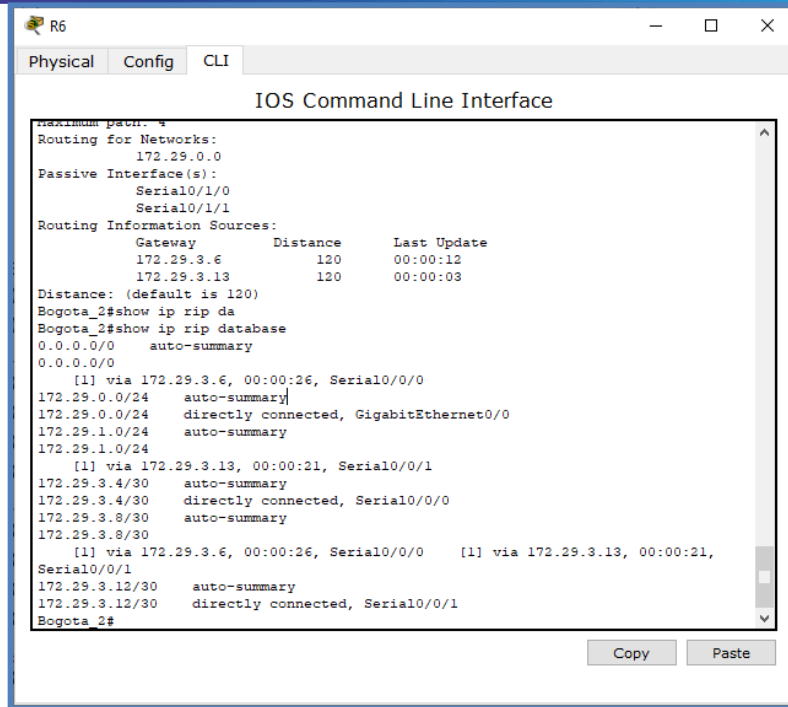 R6
Physical Config CLI
IOS Command Line Interface
Maximum path: 4
Routing for Networks:
172.29.0.0
Passive Interface(s):
Serial0/1/0
Serial0/1/1
Routing Information Sources:
Gateway Distance Last Update
172.29.3.6 120 00:00:12
172.29.3.13 120 00:00:03
Distance: (default is 120)
Bogota_2#show ip rip da
Bogota_2#show ip rip database
0.0.0.0/0 auto-summary
0.0.0.0/0
[1] via 172.29.3.6, 00:00:26, Serial0/0/0
172.29.0.0/24 auto-summary
172.29.0.0/24 directly connected, GigabitEthernet0/0
172.29.1.0/24 auto-summary
172.29.1.0/24
[1] via 172.29.3.13, 00:00:21, Serial0/0/1
172.29.3.4/30 auto-summary
172.29.3.4/30 directly connected, Serial0/0/0
172.29.3.8/30 auto-summary
172.29.3.8/30
[1] via 172.29.3.6, 00:00:26, Serial0/0/0 [1] via 172.29.3.13, 00:00:21,
Serial0/0/1
172.29.3.12/30 auto-summary
172.29.3.12/30 directly connected, Serial0/0/1
Bogota_2#
Copy Paste